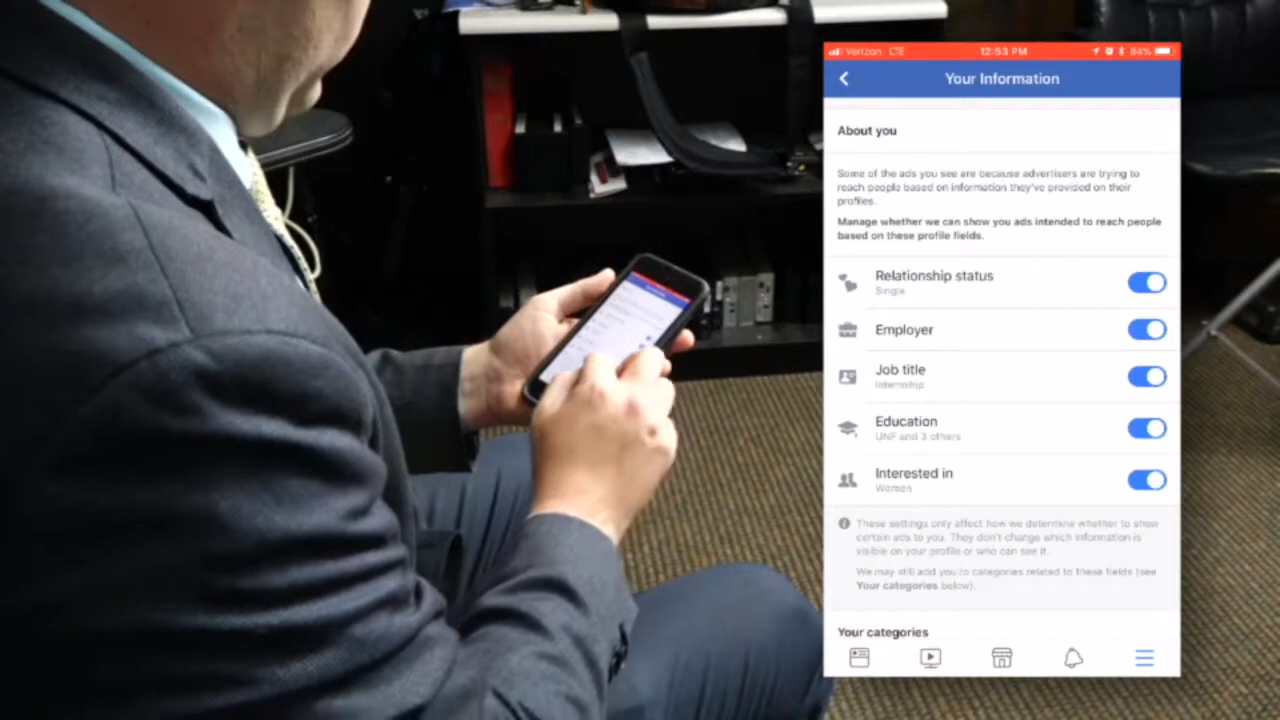 Verizon LTE 12:53 PM 84%
Your Information
About you
Some of the ads you see are because advertisers are trying to
reach people based on information they've provided on their
profiles.
Manage whether we can show you ads intended to reach people
based on these profile fields.
Relationship status
Single
Employer
Job title
Internship
Education
UNF and 3 others
Interested in
Women
These settings only affect how we determine whether to show
certain ads to you. They don't change which information is
visible on your profile or who can see it.
We may still add you to categories related to these fields (see
Your categories below).
Your categories